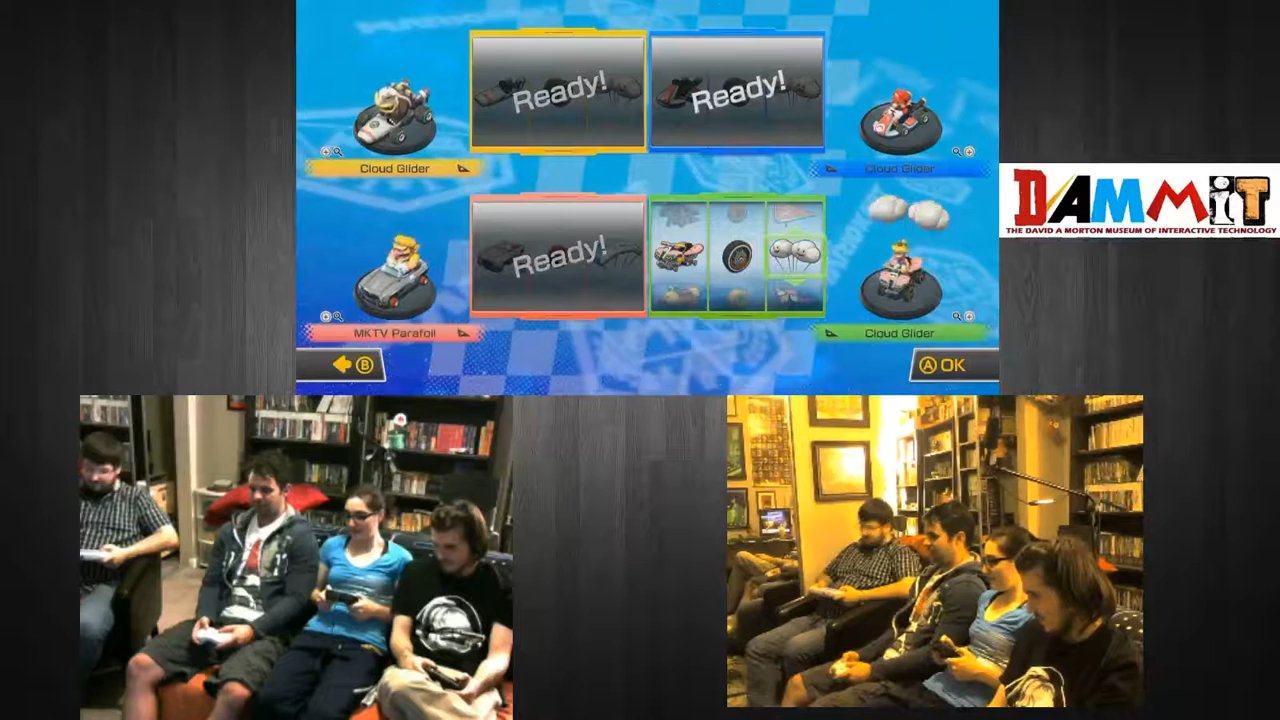 Ready!
Ready!
Cloud Glider
Cloud Glider
DAMMiT
THE DAVID A MORTON MUSEUM OF INTERACTIVE TECHNOLOGY
Ready!
MKTV Parafoil
Cloud Glider
B
A OK